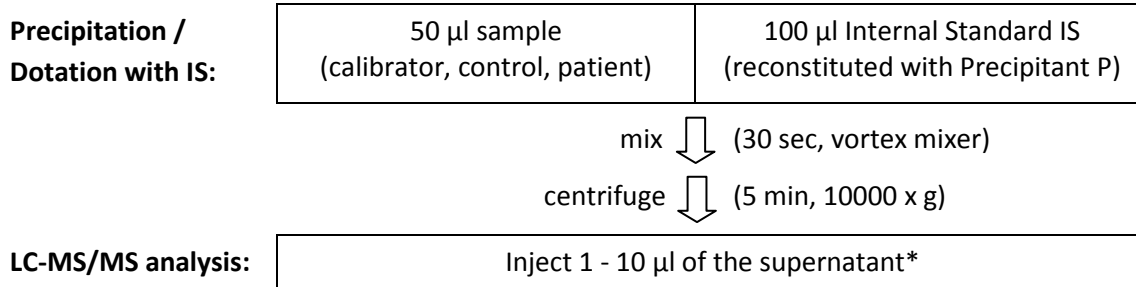 Precipitation /
Dotation with IS:
50 µl sample
(calibrator, control, patient)
100 µl Internal Standard IS
(reconstituted with Precipitant P)
mix (30 sec, vortex mixer)
centrifuge (5 min, 10000 x g)
LC-MS/MS analysis:
Inject 1 - 10 µl of the supernatant*